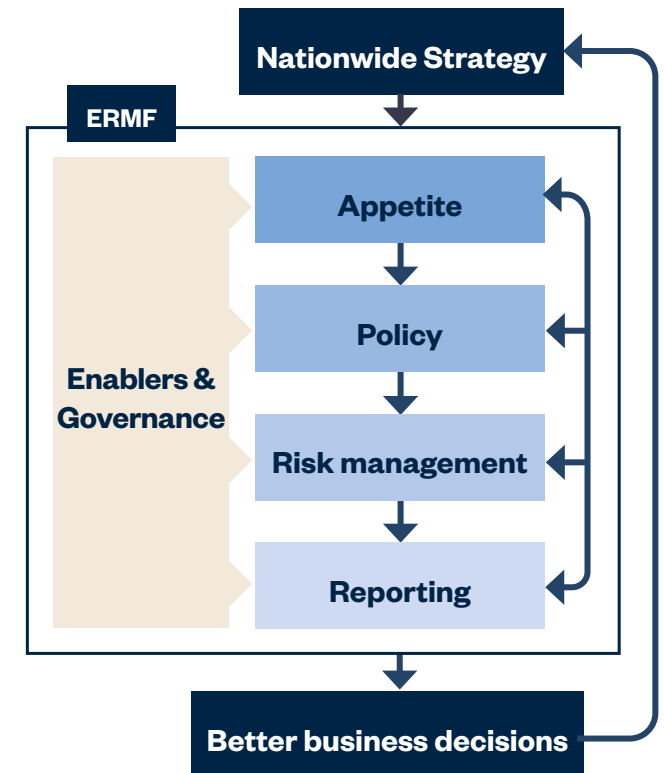 Nationwide Strategy
ERMF
Appetite
Policy
Enablers &
Governance
Risk management
Reporting
Better business decisions